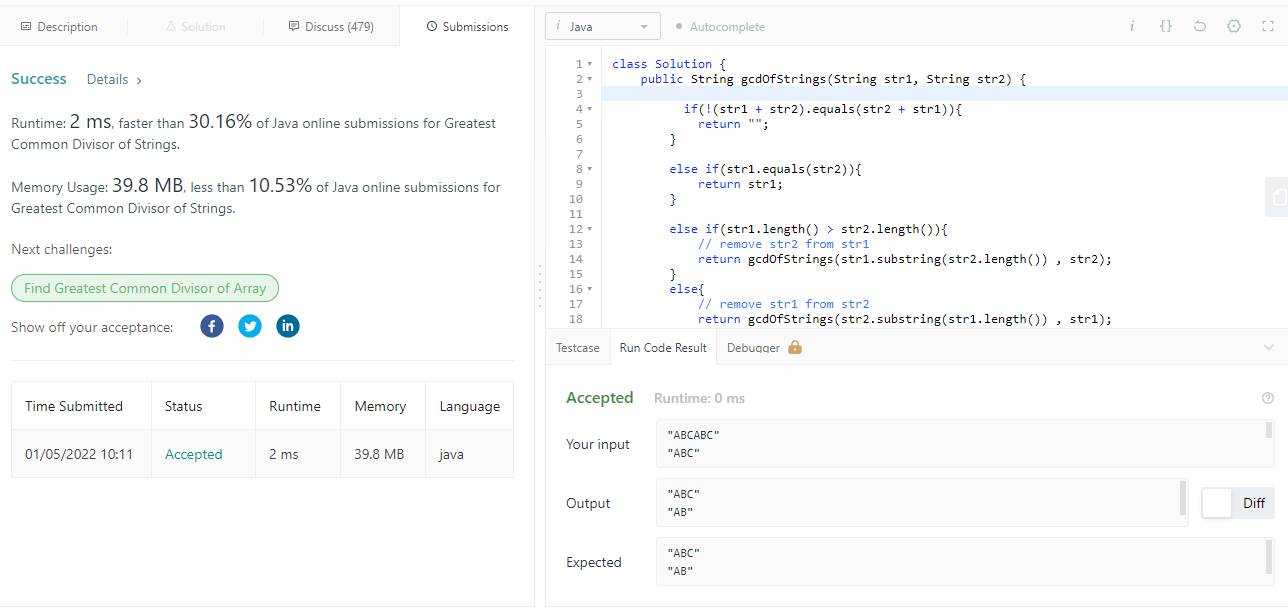 Description
Solution
Discuss (479)
Submissions
Success
Details >
Runtime: 2 ms, faster than 30.16% of Java online submissions for Greatest
Common Divisor of Strings.
Memory Usage: 39.8 MB, less than 10.53% of Java online submissions for
Greatest Common Divisor of Strings.
Next challenges:
Find Greatest Common Divisor of Array
Show off your acceptance:
Time Submitted Status Runtime Memory Language
01/05/2022 10:11 Accepted 2 ms 39.8 MB java
i Java
Autocomplete
i {}
1 class Solution {
2 public String gcdOfStrings(String str1, String str2) {
3
4 if(!(str1 + str2).equals(str2 + str1)){
5 return "";
6 }
7
8 else if(str1.equals(str2)){
9 return str1;
10 }
11
12 else if(str1.length() > str2.length()){
13 // remove str2 from str1
14 return gcdOfStrings(str1.substring(str2.length()) , str2);
15 }
16 else{
17 // remove str1 from str2
18 return gcdOfStrings(str2.substring(str1.length()) , str1);
Testcase
Run Code Result
Debugger
Accepted Runtime: 0 ms
Your input
"ABCABC"
"ABC"
Output
"ABC"
"AB"
Diff
Expected
"ABC"
"AB"